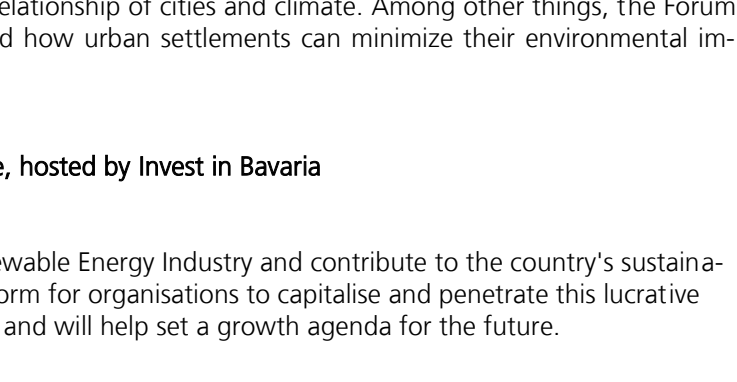 elationship of cities and climate. Among other things, the Forum
d how urban settlements can minimize their environmental im-
e, hosted by Invest in Bavaria
ewable Energy Industry and contribute to the country's sustaina-
orm for organisations to capitalise and penetrate this lucrative
and will help set a growth agenda for the future.